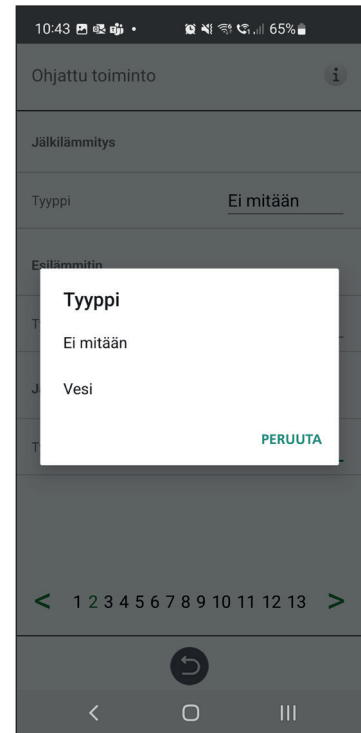 10:43 65%
Ohjattu toiminto i
Jälkilämmitys
Tyyppi Ei mitään
Esilämmitin
Tyyppi
Ei mitään
Vesi
PERUUTA
< 1 2 3 4 5 6 7 8 9 10 11 12 13 >